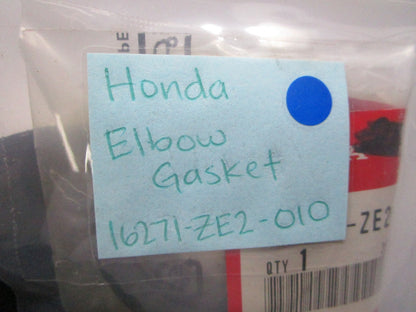 Honda
Elbow
Gasket
16271-ZE2-010
-ZE2
QTY 1